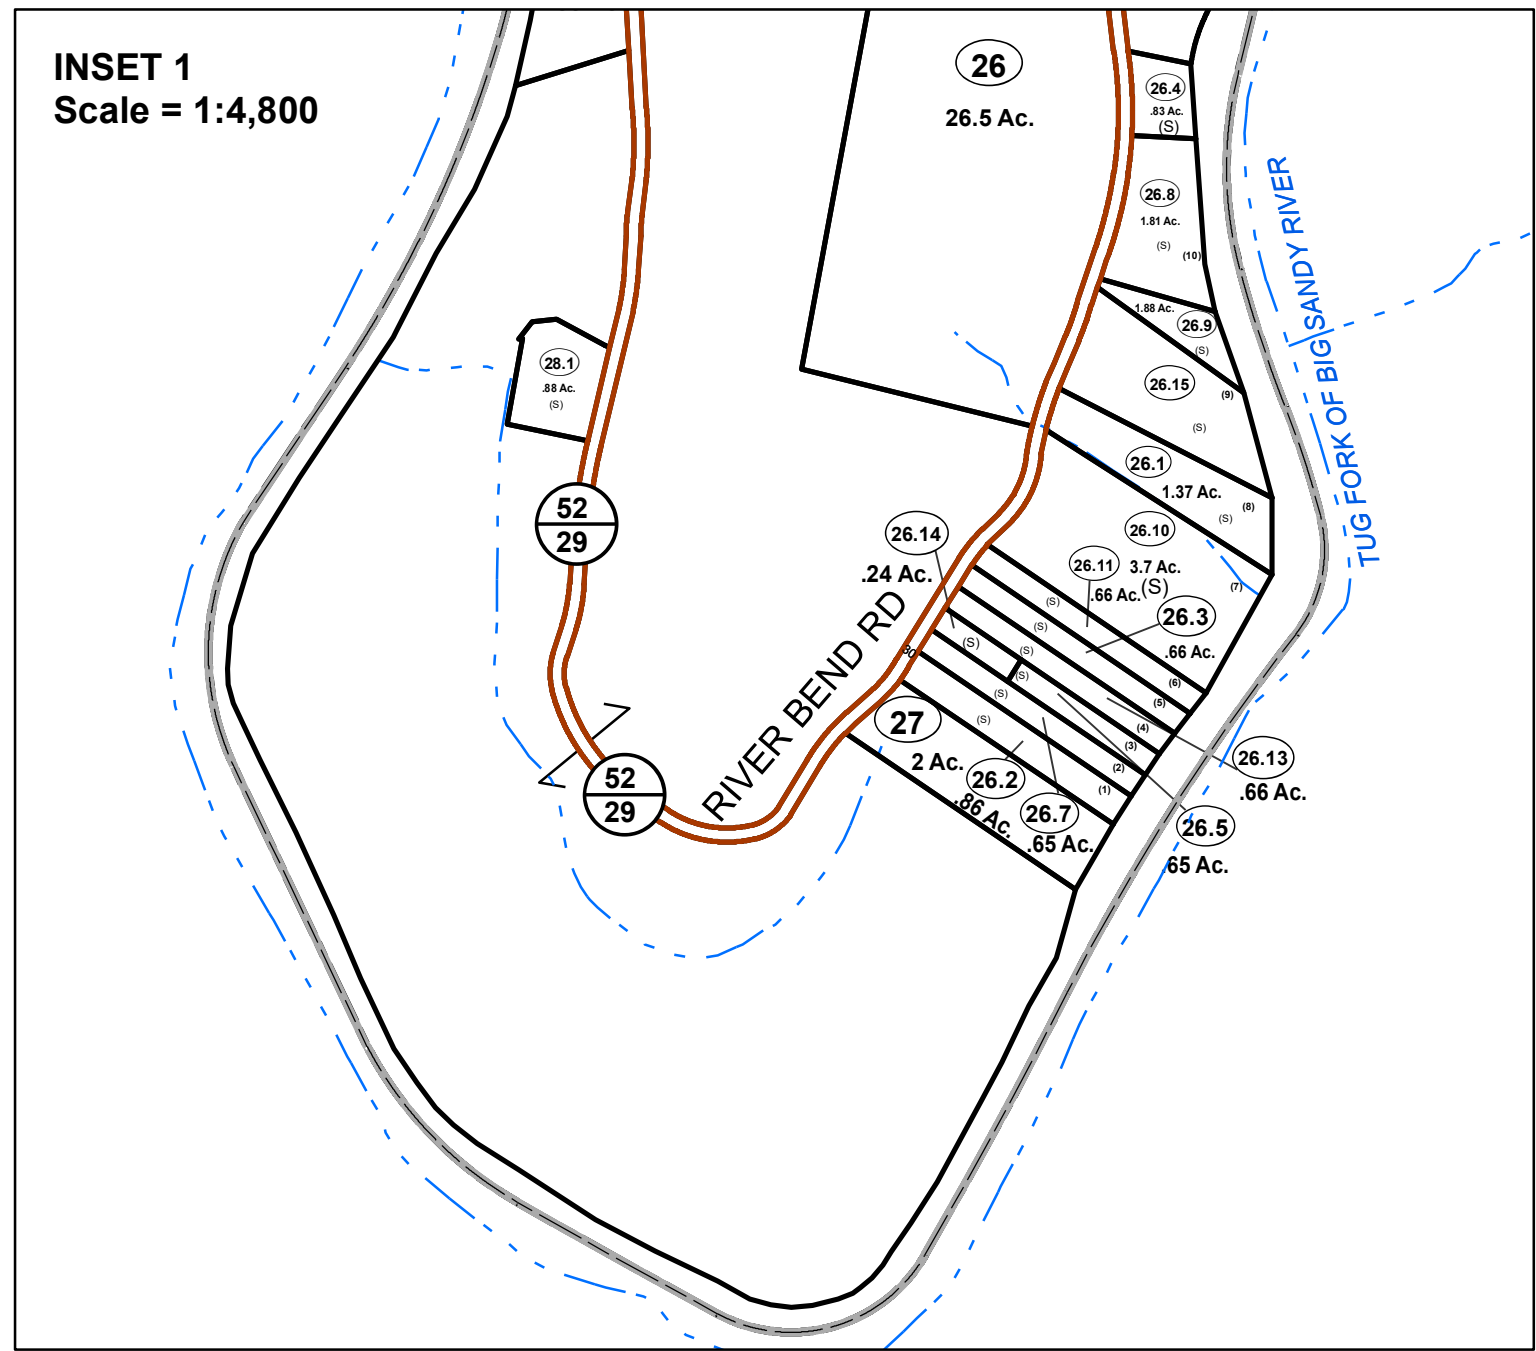 INSET 1
Scale = 1:4,800
26
26.5 Ac.
26.4
.83 Ac.
(S)
26.8
1.81 Ac.
(S)
(10)
1.88 Ac.
26.9
(S)
26.15
(9)
(S)
26.1
1.37 Ac.
(8)
(S)
26.10
3.7 Ac.
(S)
(7)
26.11
.66 Ac.
26.3
.66 Ac.
26.14
.24 Ac.
(S)
(S)
(S)
(S)
(S)
(S)
(S)
(6)
(5)
(4)
(3)
(2)
(1)
30
27
2 Ac.
26.2
.86 Ac.
26.7
.65 Ac.
26.13
.66 Ac.
26.5
.65 Ac.
28.1
.88 Ac.
(S)
52
29
52
29
RIVER BEND RD
TUG FORK OF BIG SANDY RIVER